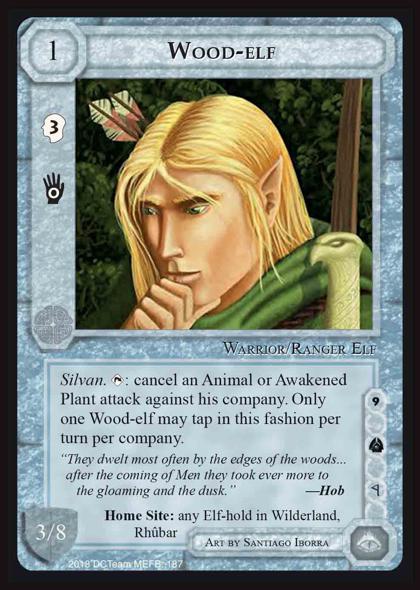 1
WOOD-ELF
3
WARRIOR/RANGER ELF
Silvan. : cancel an Animal or Awakened
Plant attack against his company. Only
one Wood-elf may tap in this fashion per
turn per company.
9
“They dwelt most often by the edges of the woods...
after the coming of Men they took ever more to
the gloaming and the dusk.” —Hob
Home Site: any Elf-hold in Wilderland,
Rhûbar
3/8
ART BY SANTIAGO IBORRA
2018 DCTeam MEFB: 187